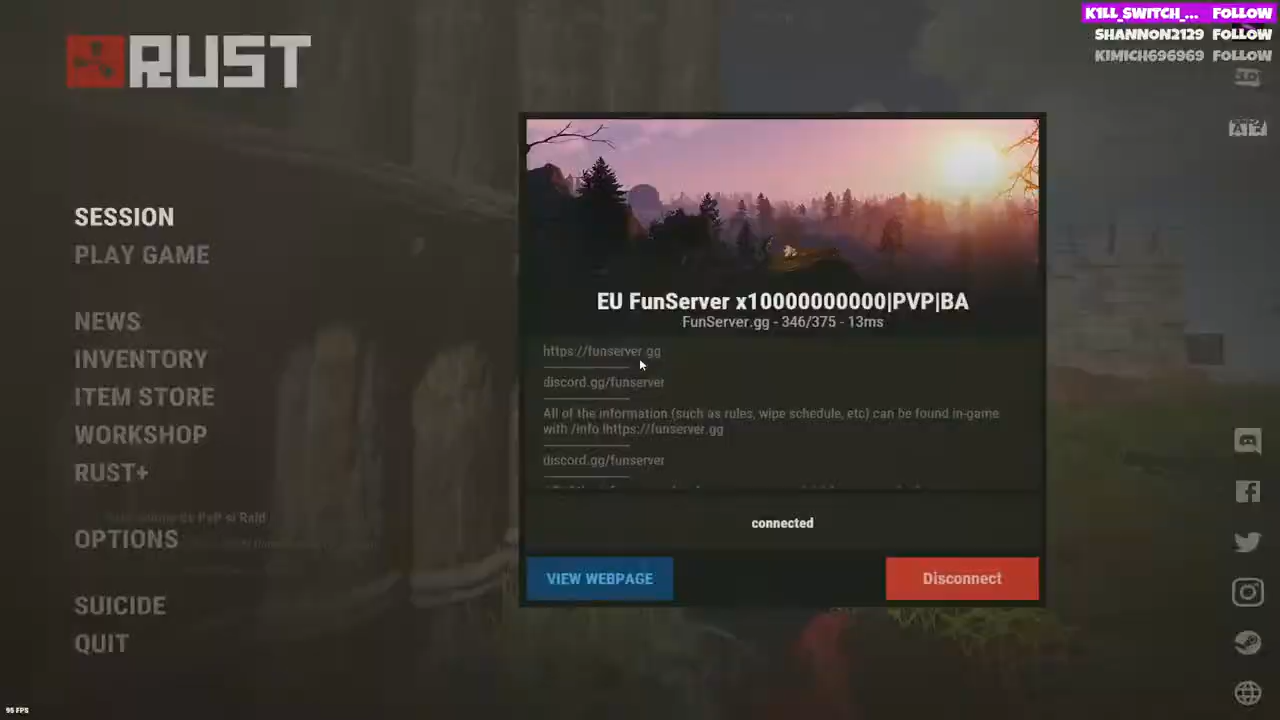 K1LL_SWITCH_... FOLLOW
SHANNON2129 FOLLOW
KIMICH696969 FOLLOW
RUST
SESSION
PLAY GAME
NEWS
INVENTORY
ITEM STORE
WORKSHOP
RUST+
OPTIONS
SUICIDE
QUIT
EU FunServer x10000000000|PVP|BA
FunServer.gg - 346/375 - 13ms
https://funserver.gg
discord.gg/funserver
All of the information (such as rules, wipe schedule, etc) can be found in-game
with /info !https://funserver.gg
discord.gg/funserver
connected
VIEW WEBPAGE
Disconnect
95 FPS